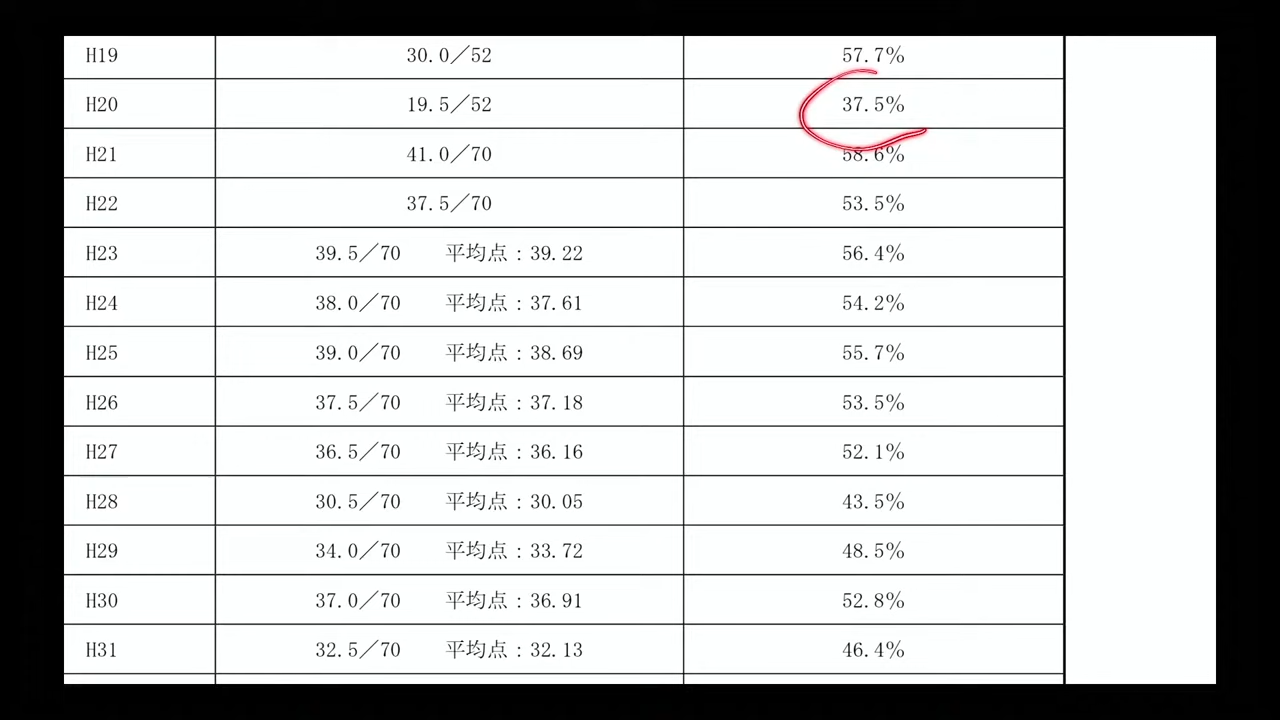 H19 30.0／52 57.7%
H20 19.5／52 37.5%
H21 41.0／70 58.6%
H22 37.5／70 53.5%
H23 39.5／70 平均点：39.22 56.4%
H24 38.0／70 平均点：37.61 54.2%
H25 39.0／70 平均点：38.69 55.7%
H26 37.5／70 平均点：37.18 53.5%
H27 36.5／70 平均点：36.16 52.1%
H28 30.5／70 平均点：30.05 43.5%
H29 34.0／70 平均点：33.72 48.5%
H30 37.0／70 平均点：36.91 52.8%
H31 32.5／70 平均点：32.13 46.4%